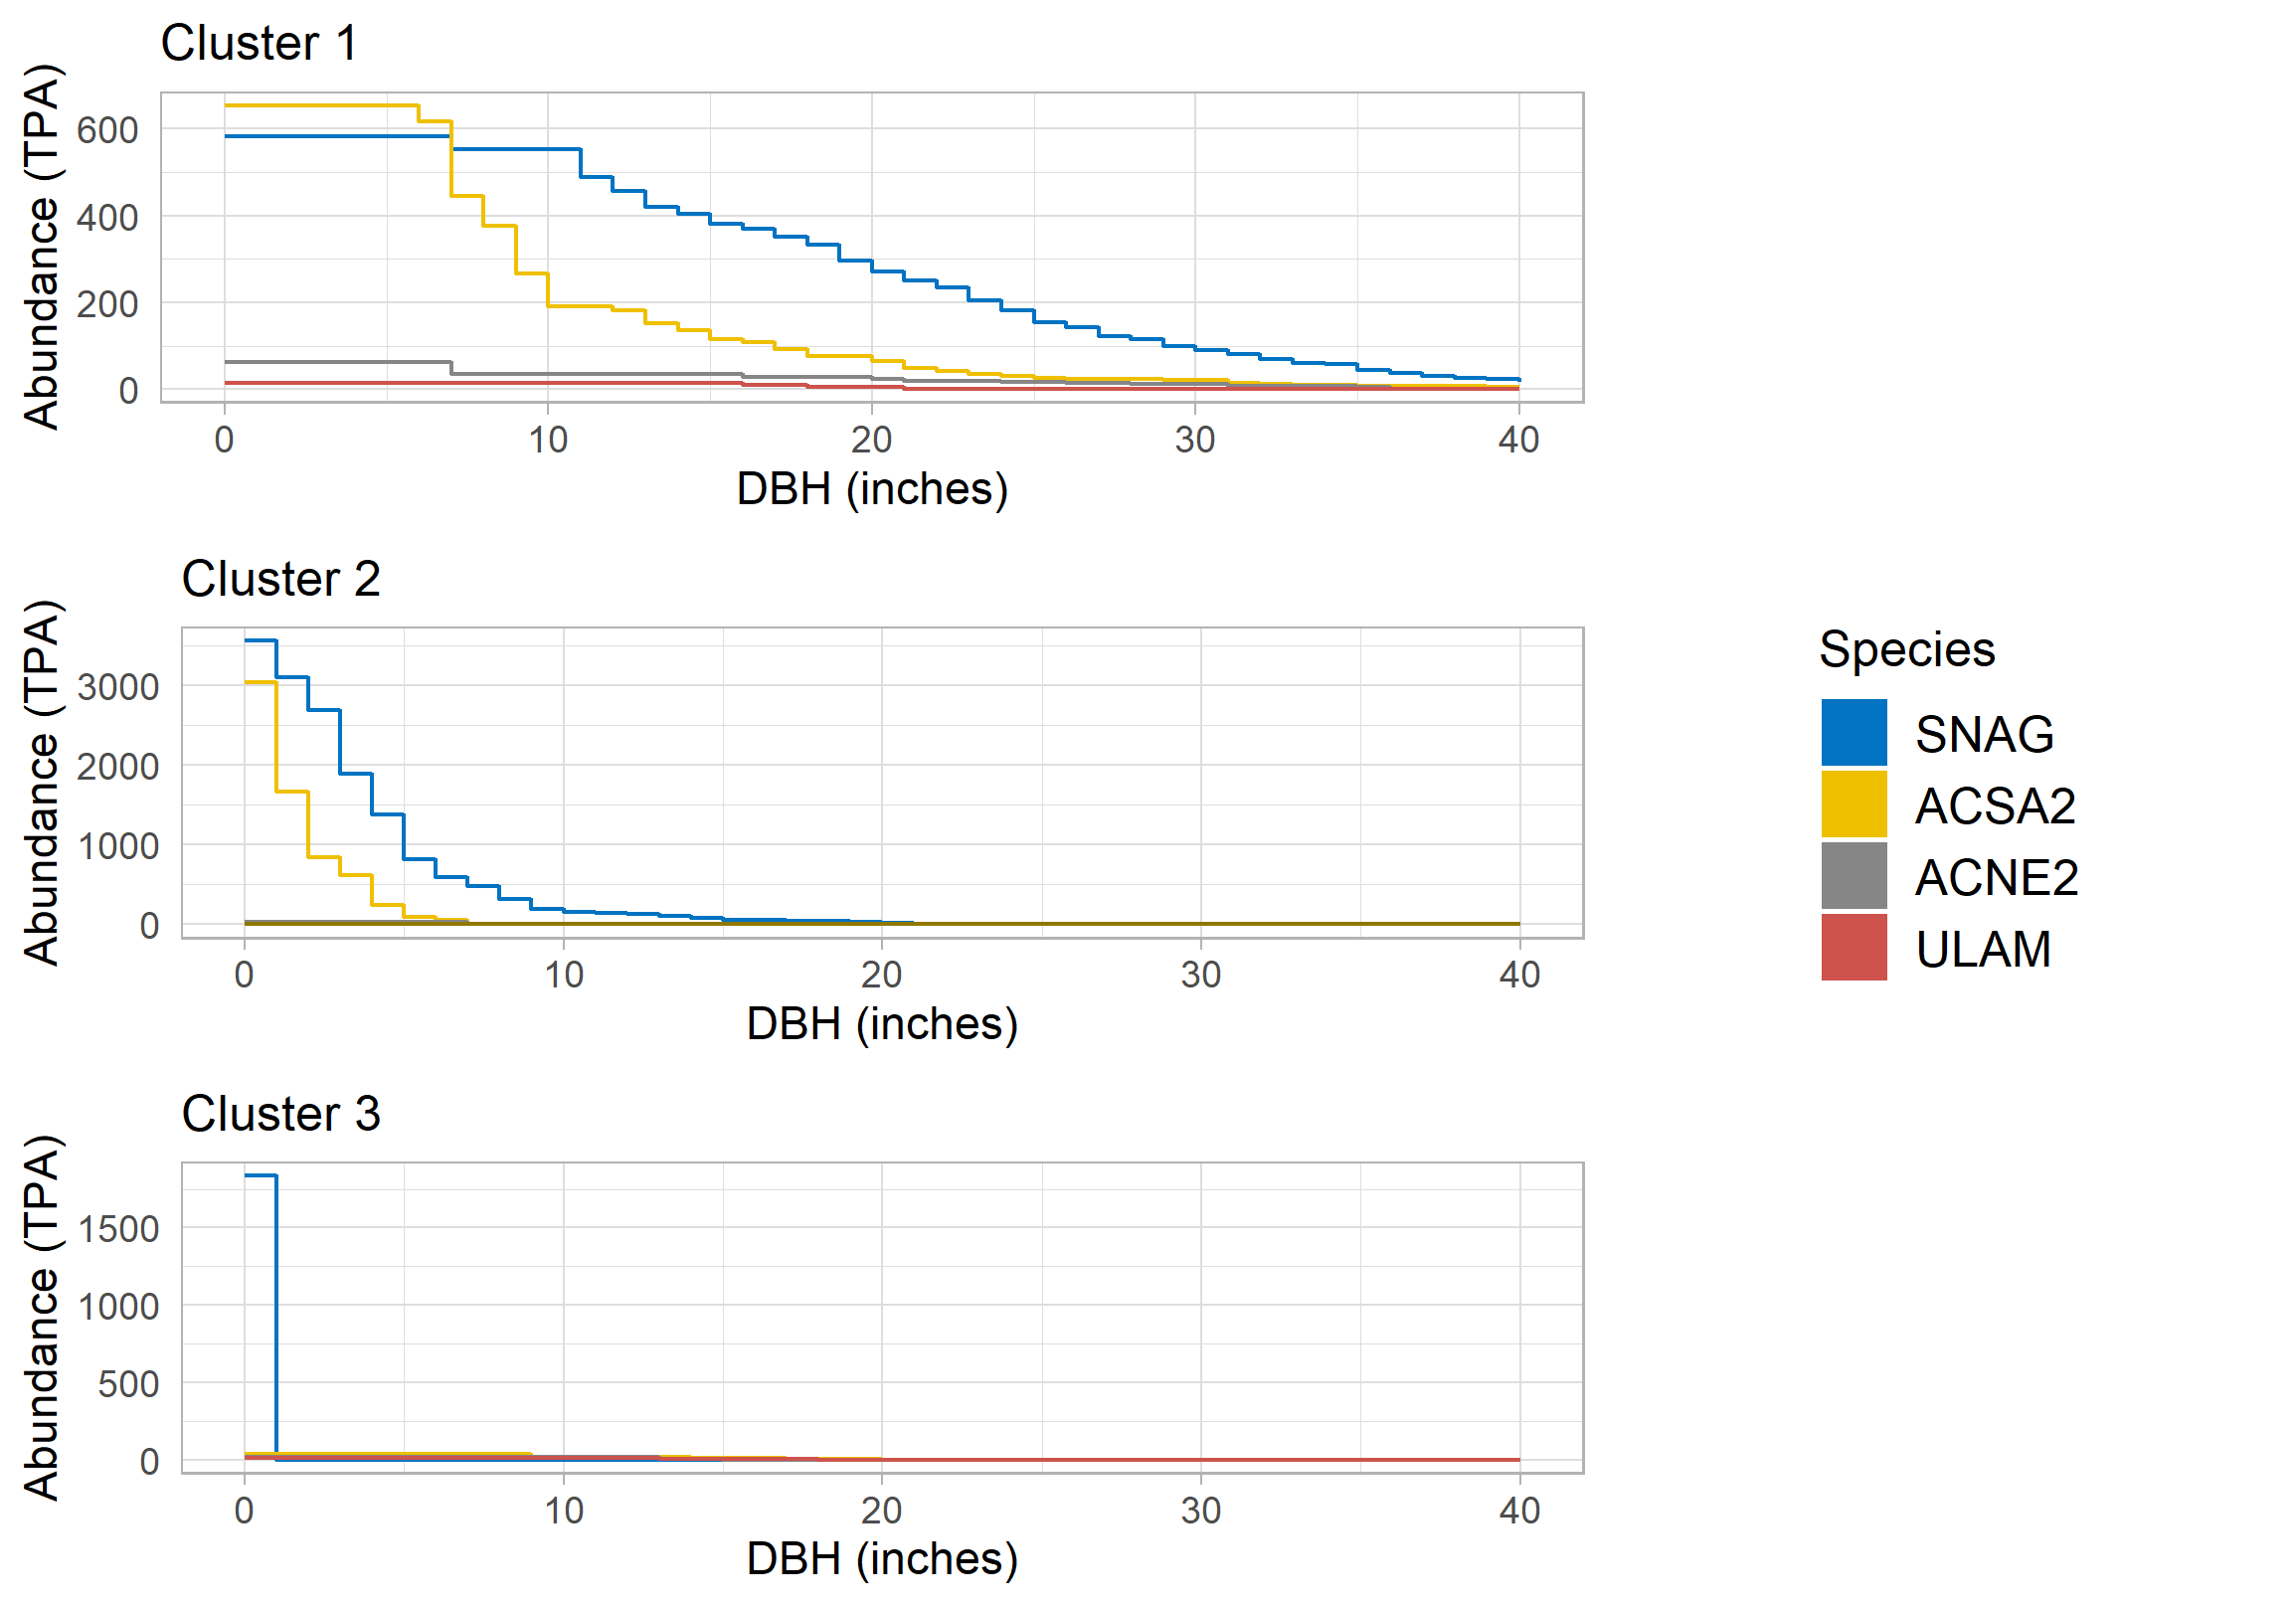 Cluster 1
Abundance (TPA)
600
400
200
0
0 10 20 30 40
DBH (inches)
Cluster 2
Abundance (TPA)
3000
2000
1000
0
0 10 20 30 40
DBH (inches)
Species
SNAG
ACSA2
ACNE2
ULAM
Cluster 3
Abundance (TPA)
1500
1000
500
0
0 10 20 30 40
DBH (inches)